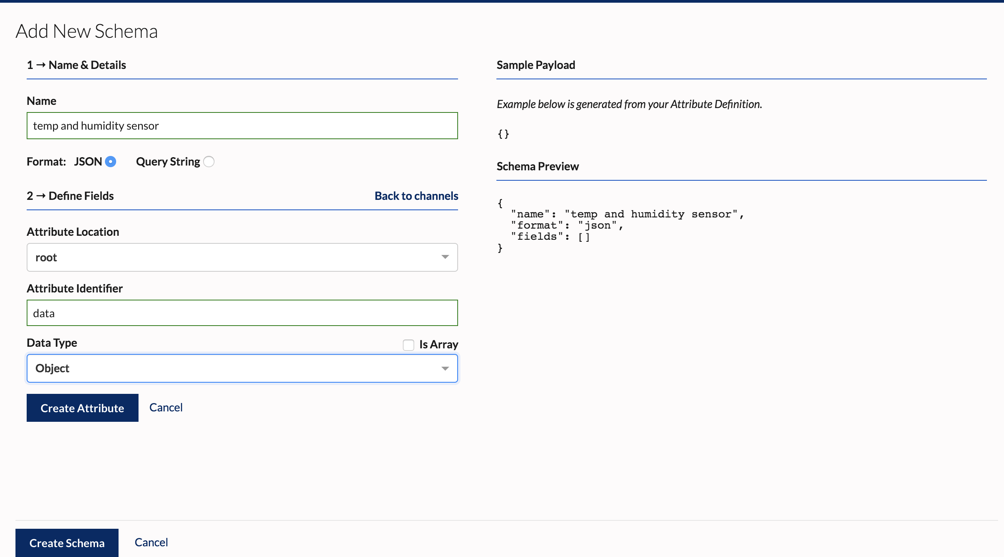 Add New Schema
1 → Name & Details
Name
temp and humidity sensor
Format: JSON Query String
2 → Define Fields Back to channels
Attribute Location
root
Attribute Identifier
data
Data Type Is Array
Object
Create Attribute Cancel
Sample Payload
Example below is generated from your Attribute Definition.
{}
Schema Preview
{
"name": "temp and humidity sensor",
"format": "json",
"fields": []
}
Create Schema Cancel